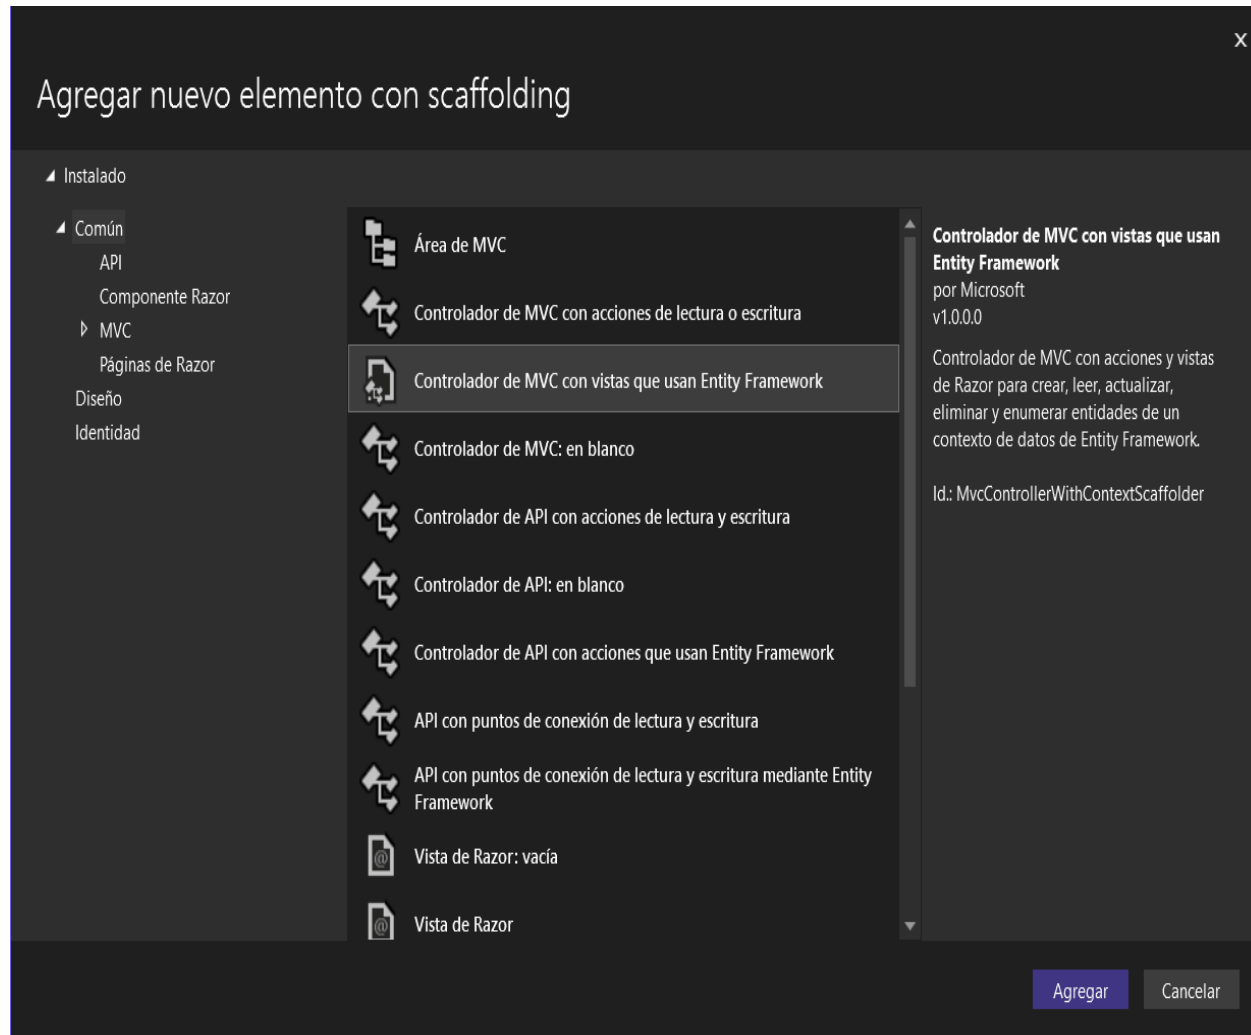 x
Agregar nuevo elemento con scaffolding
Instalado
Común
API
Componente Razor
MVC
Páginas de Razor
Diseño
Identidad
Área de MVC
Controlador de MVC con acciones de lectura o escritura
Controlador de MVC con vistas que usan Entity Framework
Controlador de MVC: en blanco
Controlador de API con acciones de lectura y escritura
Controlador de API: en blanco
Controlador de API con acciones que usan Entity Framework
API con puntos de conexión de lectura y escritura
API con puntos de conexión de lectura y escritura mediante Entity
Framework
Vista de Razor: vacía
Vista de Razor
Controlador de MVC con vistas que usan
Entity Framework
por Microsoft
v1.0.0.0
Controlador de MVC con acciones y vistas
de Razor para crear, leer, actualizar,
eliminar y enumerar entidades de un
contexto de datos de Entity Framework.
Id.: MvcControllerWithContextScaffolder
Agregar
Cancelar